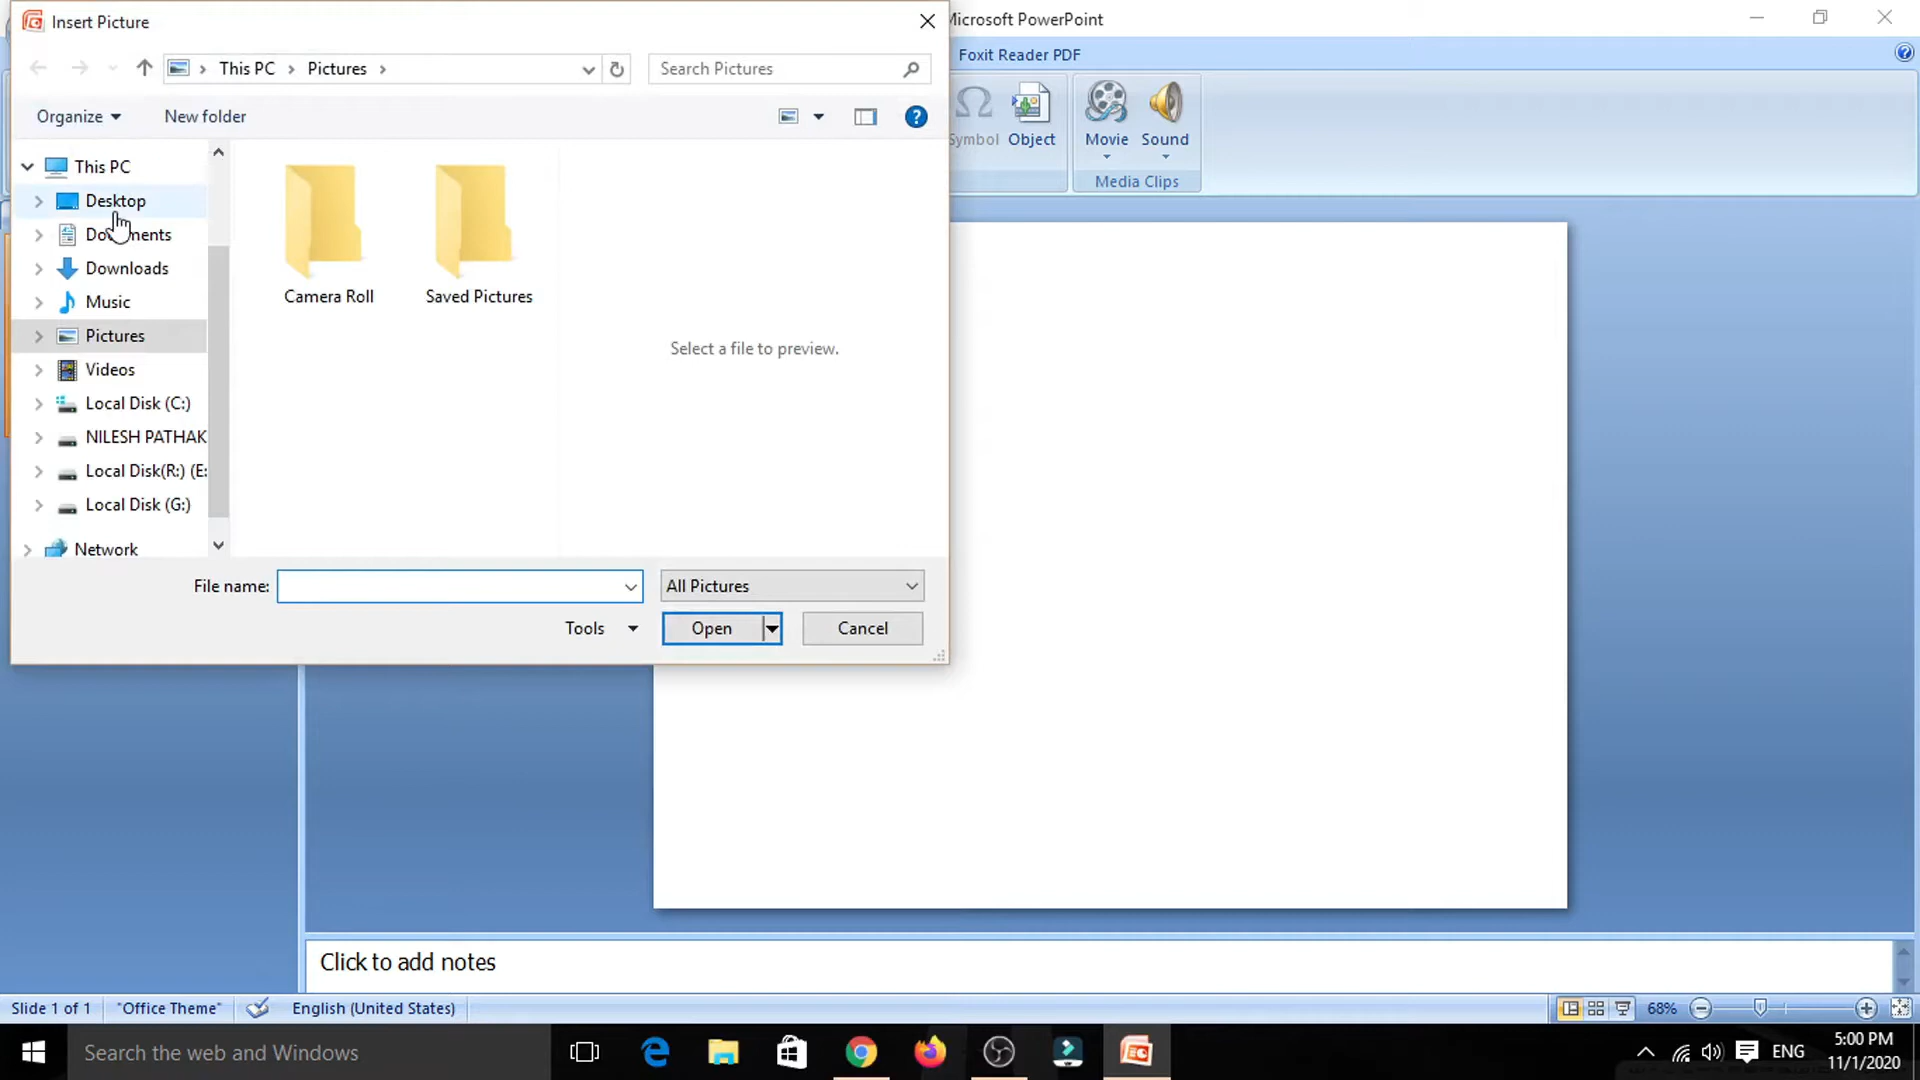 Insert Picture
Microsoft PowerPoint
This PC
Pictures
Search Pictures
Foxit Reader PDF
Organize
New folder
Symbol
Object
Movie
Sound
Media Clips
This PC
Desktop
Documents
Downloads
Music
Pictures
Videos
Local Disk (C:)
NILESH PATHAK
Local Disk(R:) (E:
Local Disk (G:)
Network
Camera Roll
Saved Pictures
Select a file to preview.
File name:
All Pictures
Tools
Open
Cancel
Click to add notes
Slide 1 of 1
"Office Theme"
English (United States)
68%
Search the web and Windows
ENG
5:00 PM
11/1/2020